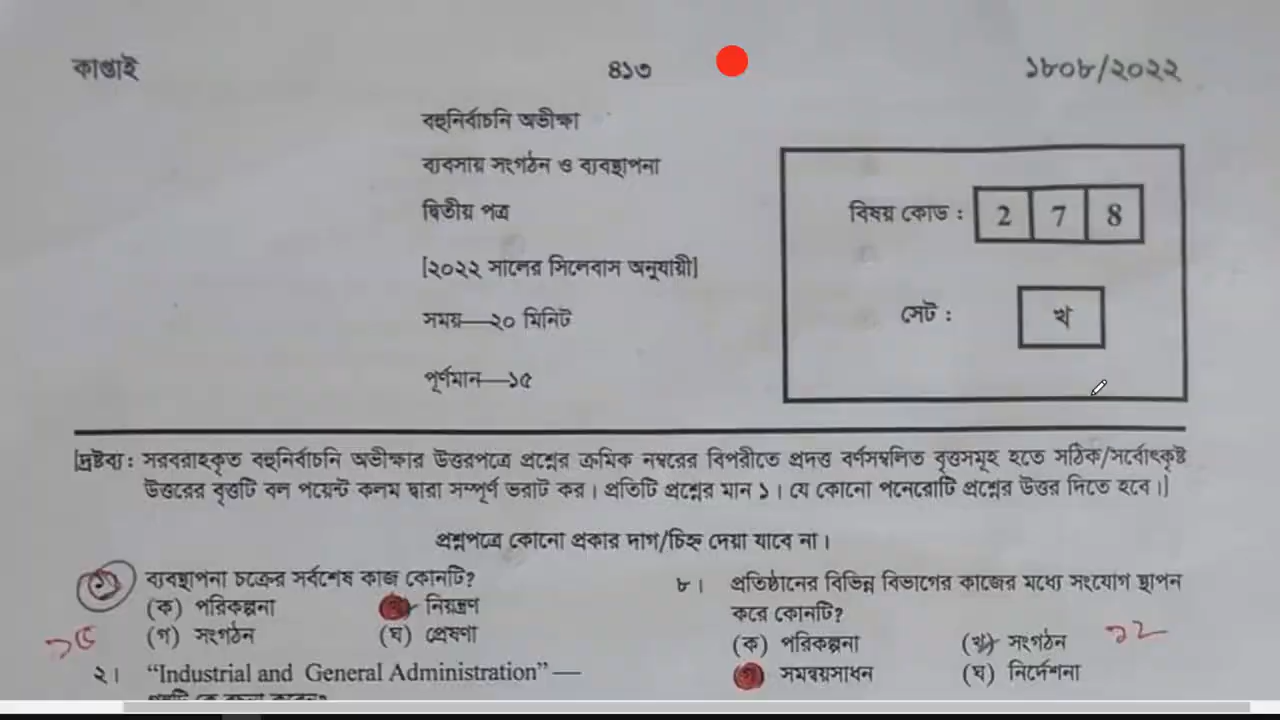 কাপ্তাই ৪১৩ ১৮০৮/২০২২
বহুনির্বাচনি অভীক্ষা
ব্যবসায় সংগঠন ও ব্যবস্থাপনা
দ্বিতীয় পত্র
[২০২২ সালের সিলেবাস অনুযায়ী]
সময়—২০ মিনিট
পূর্ণমান—১৫
বিষয় কোড : 2 7 8
সেট : খ
[দ্রষ্টব্য : সরবরাহকৃত বহুনির্বাচনি অভীক্ষার উত্তরপত্রে প্রশ্নের ক্রমিক নম্বরের বিপরীতে প্রদত্ত বর্ণসম্বলিত বৃত্তসমূহ হতে সঠিক/সর্বোৎকৃষ্ট
উত্তরের বৃত্তটি বল পয়েন্ট কলম দ্বারা সম্পূর্ণ ভরাট কর। প্রতিটি প্রশ্নের মান ১। যে কোনো পনেরোটি প্রশ্নের উত্তর দিতে হবে।]
প্রশ্নপত্রে কোনো প্রকার দাগ/চিহ্ন দেয়া যাবে না।
ব্যবস্থাপনা চক্রের সর্বশেষ কাজ কোনটি?
(ক) পরিকল্পনা নিয়ন্ত্রণ
(গ) সংগঠন (ঘ) প্রেষণা
২। “Industrial and General Administration”—
৮। প্রতিষ্ঠানের বিভিন্ন বিভাগের কাজের মধ্যে সংযোগ স্থাপন
করে কোনটি?
(ক) পরিকল্পনা (খ) সংগঠন
সমন্বয়সাধন (ঘ) নির্দেশনা